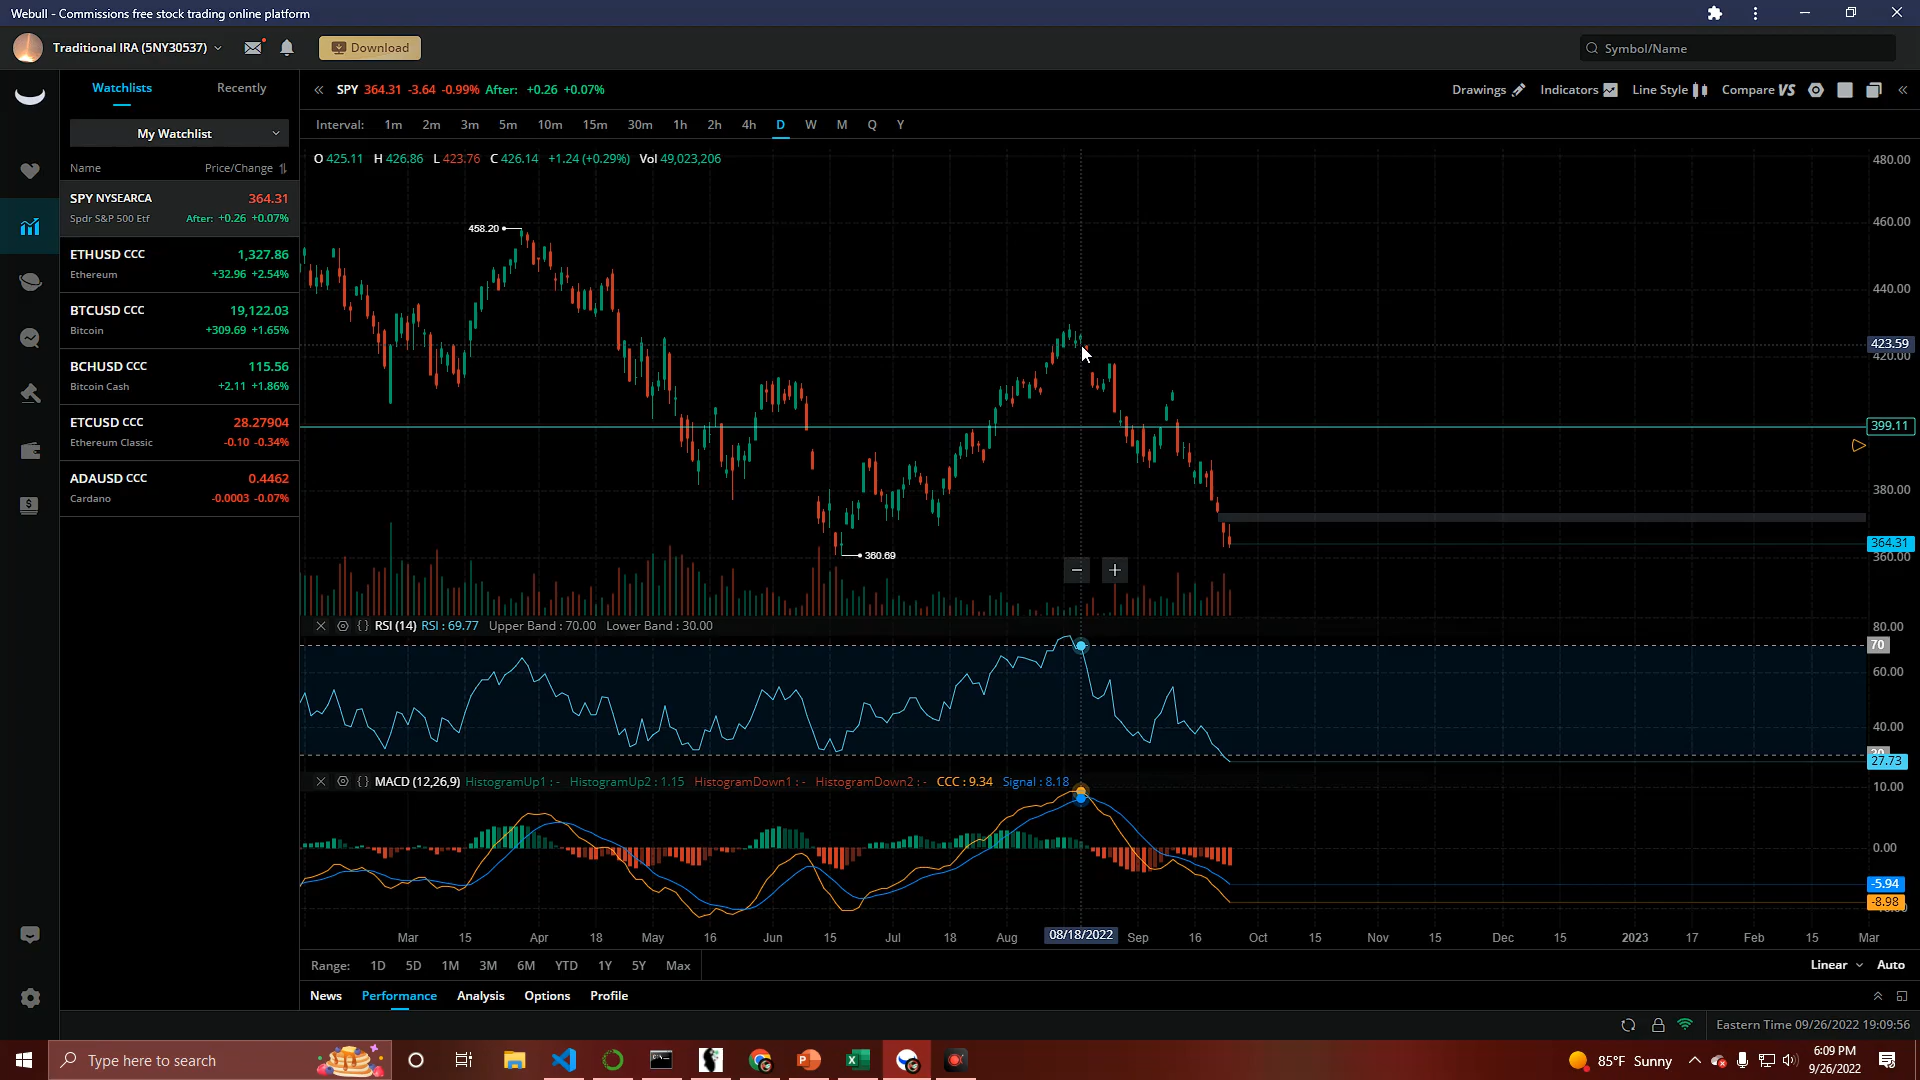 Webull - Commissions free stock trading online platform
Traditional IRA (5NY30537)
Download
Symbol/Name
Watchlists Recently
My Watchlist
Name Price/Change
SPY NYSEARCA 364.31
Spdr S&P 500 Etf After: +0.26 +0.07%
ETHUSD CCC 1,327.86
Ethereum +32.96 +2.54%
BTCUSD CCC 19,122.03
Bitcoin +309.69 +1.65%
BCHUSD CCC 115.56
Bitcoin Cash +2.11 +1.86%
ETCUSD CCC 28.27904
Ethereum Classic -0.10 -0.34%
ADAUSD CCC 0.4462
Cardano -0.0003 -0.07%
SPY 364.31 -3.64 -0.99% After: +0.26 +0.07%
Drawings Indicators Line Style Compare VS
Interval: 1m 2m 3m 5m 10m 15m 30m 1h 2h 4h D W M Q Y
O 425.11 H 426.86 L 423.76 C 426.14 +1.24 (+0.29%) Vol 49,023,206
458.20
360.69
480.00
460.00
440.00
423.59
420.00
399.11
380.00
364.31
360.00
RSI (14) RSI : 69.77 Upper Band : 70.00 Lower Band : 30.00
80.00
70
60.00
40.00
27.73
MACD (12,26,9) HistogramUp1 : - HistogramUp2 : 1.15 HistogramDown1 : - HistogramDown2 : - CCC : 9.34 Signal : 8.18
10.00
0.00
-5.94
-8.98
Mar 15 Apr 18 May 16 Jun 15 Jul 18 Aug 08/18/2022 Sep 16 Oct 15 Nov 15 Dec 15 2023 17 Feb 15 Mar
Range: 1D 5D 1M 3M 6M YTD 1Y 5Y Max
Linear Auto
News Performance Analysis Options Profile
Eastern Time 09/26/2022 19:09:56
Type here to search
85°F Sunny
6:09 PM
9/26/2022